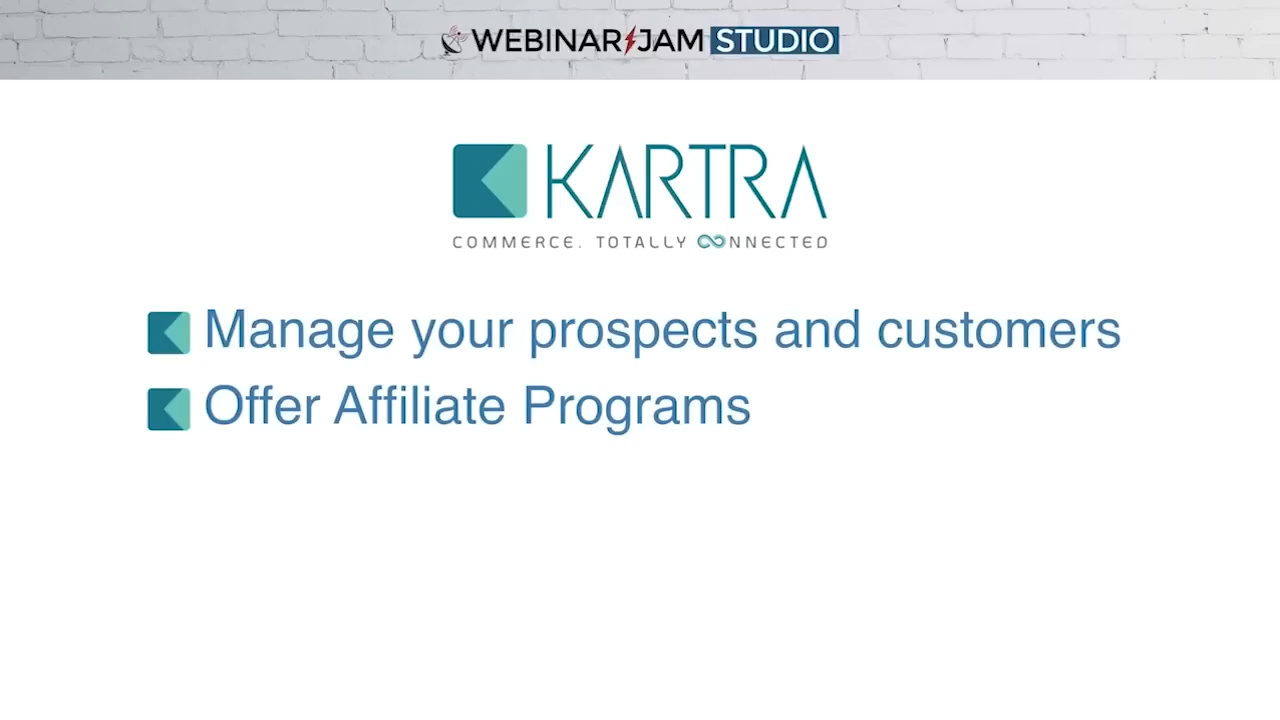 WEBINARJAM STUDIO
KARTRA
COMMERCE. TOTALLY CONNECTED
Manage your prospects and customers
Offer Affiliate Programs